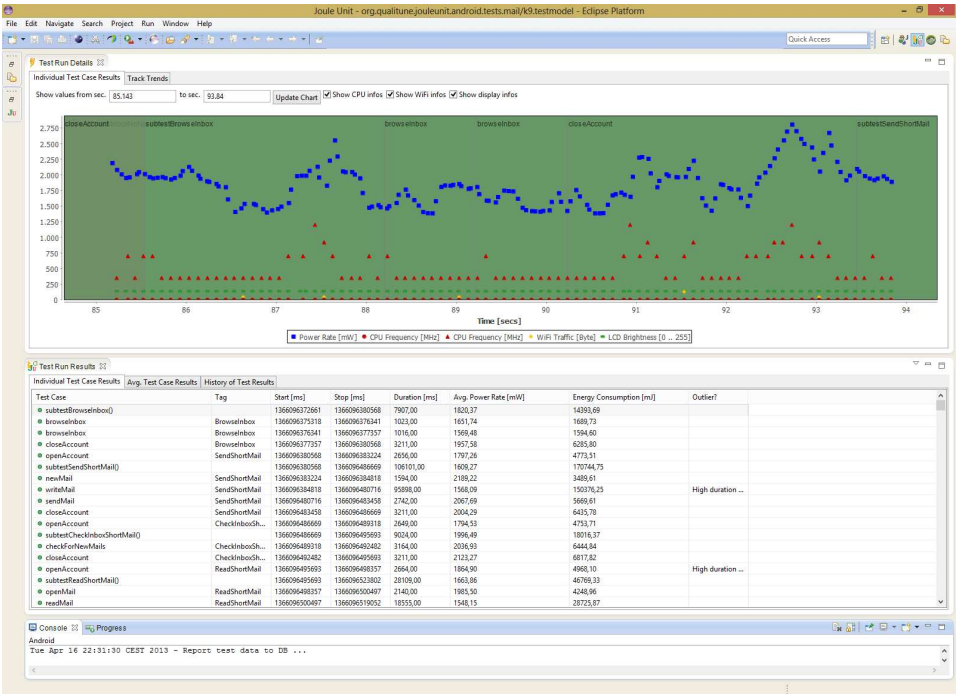 Joule Unit - org.qualitune.jouleunit.android.tests.mail/k9.testmodel - Eclipse Platform
File Edit Navigate Search Project Run Window Help
Quick Access
Test Run Details
Individual Test Case Results Track Trends
Show values from sec. 85.143 to sec. 93.84 Update Chart Show CPU infos Show WiFi infos Show display infos
closeAccount subtestBrowseInbox browseInbox browseInbox closeAccount subtestSendShortMail
2.750
2.500
2.250
2.000
1.750
1.500
1.250
1.000
750
500
250
0
85 86 87 88 89 90 91 92 93 94
Time [secs]
Power Rate [mW] CPU Frequency [MHz] CPU Frequency [MHz] WiFi Traffic [Byte] LCD Brightness [0 .. 255]
Test Run Results
Individual Test Case Results Avg. Test Case Results History of Test Results
Test Case Tag Start [ms] Stop [ms] Duration [ms] Avg. Power Rate [mW] Energy Consumption [mJ] Outlier?
subtestBrowseInbox() 1366096372661 1366096380568 7907,00 1820,37 14393,69
browseInbox BrowseInbox 1366096375318 1366096376341 1023,00 1651,74 1689,73
browseInbox BrowseInbox 1366096376341 1366096377357 1016,00 1569,48 1594,60
closeAccount BrowseInbox 1366096377357 1366096380568 3211,00 1957,58 6285,80
openAccount SendShortMail 1366096380568 1366096383224 2656,00 1797,26 4773,51
subtestSendShortMail() 1366096380568 1366096486669 106101,00 1609,27 170744,75
newMail SendShortMail 1366096383224 1366096384818 1594,00 2189,22 3489,61
writeMail SendShortMail 1366096384818 1366096480716 95898,00 1568,09 150376,25 High duration ...
sendMail SendShortMail 1366096480716 1366096483458 2742,00 2067,69 5669,61
closeAccount SendShortMail 1366096483458 1366096486669 3211,00 2004,29 6435,78
openAccount CheckInboxSh... 1366096486669 1366096489318 2649,00 1794,53 4753,71
subtestCheckInboxShortMail() 1366096486669 1366096495693 9024,00 1996,49 18016,37
checkForNewMails CheckInboxSh... 1366096489318 1366096492482 3164,00 2036,93 6444,84
closeAccount CheckInboxSh... 1366096492482 1366096495693 3211,00 2123,27 6817,82
openAccount ReadShortMail 1366096495693 1366096498357 2664,00 1864,90 4968,10 High duration ...
subtestReadShortMail() 1366096495693 1366096523802 28109,00 1663,86 46769,33
openMail ReadShortMail 1366096498357 1366096500497 2140,00 1985,50 4248,96
readMail ReadShortMail 1366096500497 1366096519052 18555,00 1548,15 28725,87
Console Progress
Android
Tue Apr 16 22:31:30 CEST 2013 - Report test data to DB ...